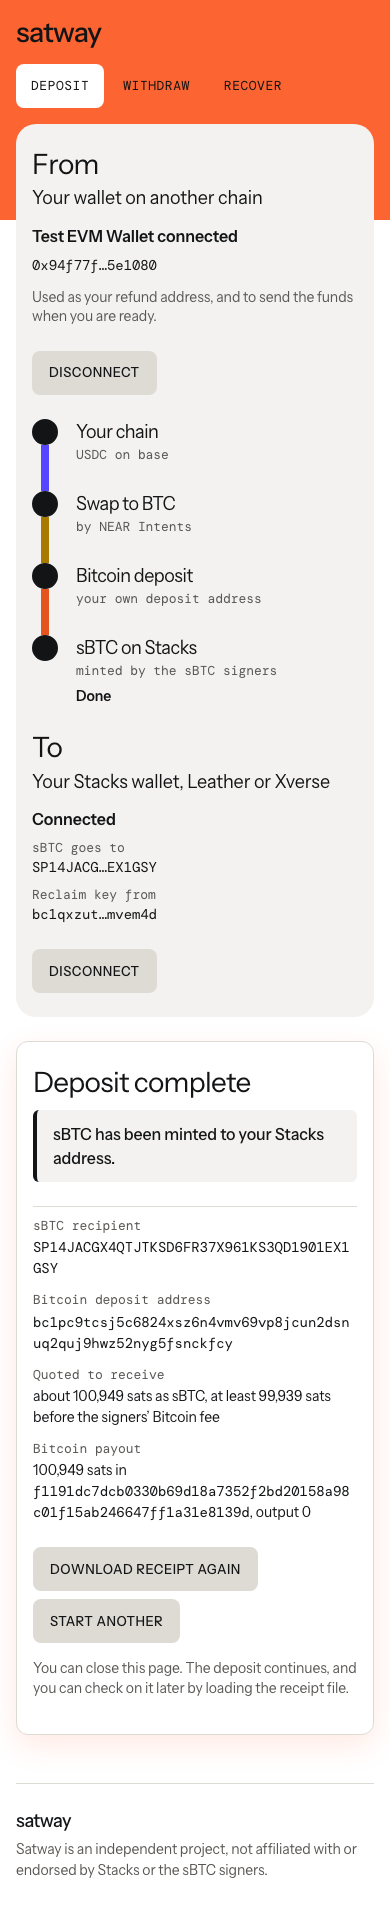 satway
DEPOSIT WITHDRAW RECOVER
From
Your wallet on another chain
Test EVM Wallet connected
0x94f77f…5e1080
Used as your refund address, and to send the funds
when you are ready.
DISCONNECT
Your chain
USDC on base
Swap to BTC
by NEAR Intents
Bitcoin deposit
your own deposit address
sBTC on Stacks
minted by the sBTC signers
Done
To
Your Stacks wallet, Leather or Xverse
Connected
sBTC goes to
SP14JACG…EX1GSY
Reclaim key from
bc1qxzut…mvem4d
DISCONNECT
Deposit complete
sBTC has been minted to your Stacks
address.
sBTC recipient
SP14JACGX4QTJTKSD6FR37X961KS3QD1901EX1
GSY
Bitcoin deposit address
bc1pc9tcsj5c6824xsz6n4vmv69vp8jcun2dsn
uq2quj9hwz52nyg5fsnckfcy
Quoted to receive
about 100,949 sats as sBTC, at least 99,939 sats
before the signers’ Bitcoin fee
Bitcoin payout
100,949 sats in
f1191dc7dcb0330b69d18a7352f2bd20158a98
c01f15ab246647ff1a31e8139d, output 0
DOWNLOAD RECEIPT AGAIN
START ANOTHER
You can close this page. The deposit continues, and
you can check on it later by loading the receipt file.
satway
Satway is an independent project, not affiliated with or
endorsed by Stacks or the sBTC signers.